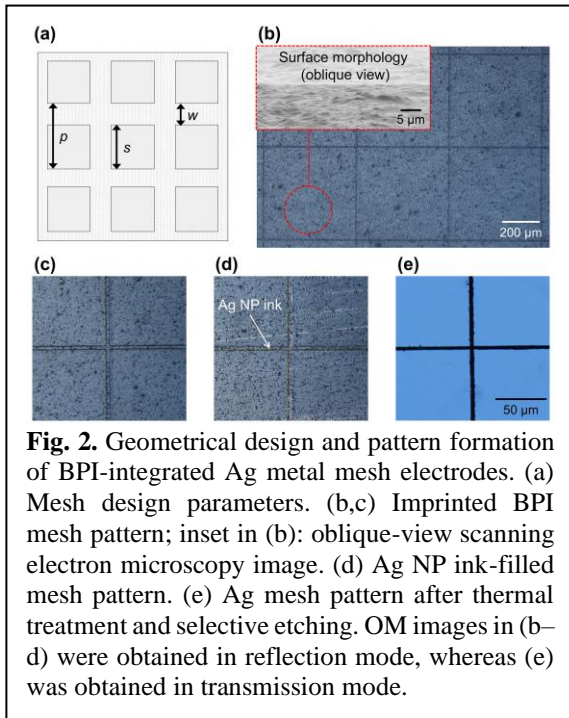 (a)
p
s
w
(b)
Surface morphology
(oblique view)
5 μm
200 μm
(c)
(d)
Ag NP ink
(e)
50 μm
Fig. 2. Geometrical design and pattern formation
of BPI-integrated Ag metal mesh electrodes. (a)
Mesh design parameters. (b,c) Imprinted BPI
mesh pattern; inset in (b): oblique-view scanning
electron microscopy image. (d) Ag NP ink-filled
mesh pattern. (e) Ag mesh pattern after thermal
treatment and selective etching. OM images in (b–
d) were obtained in reflection mode, whereas (e)
was obtained in transmission mode.